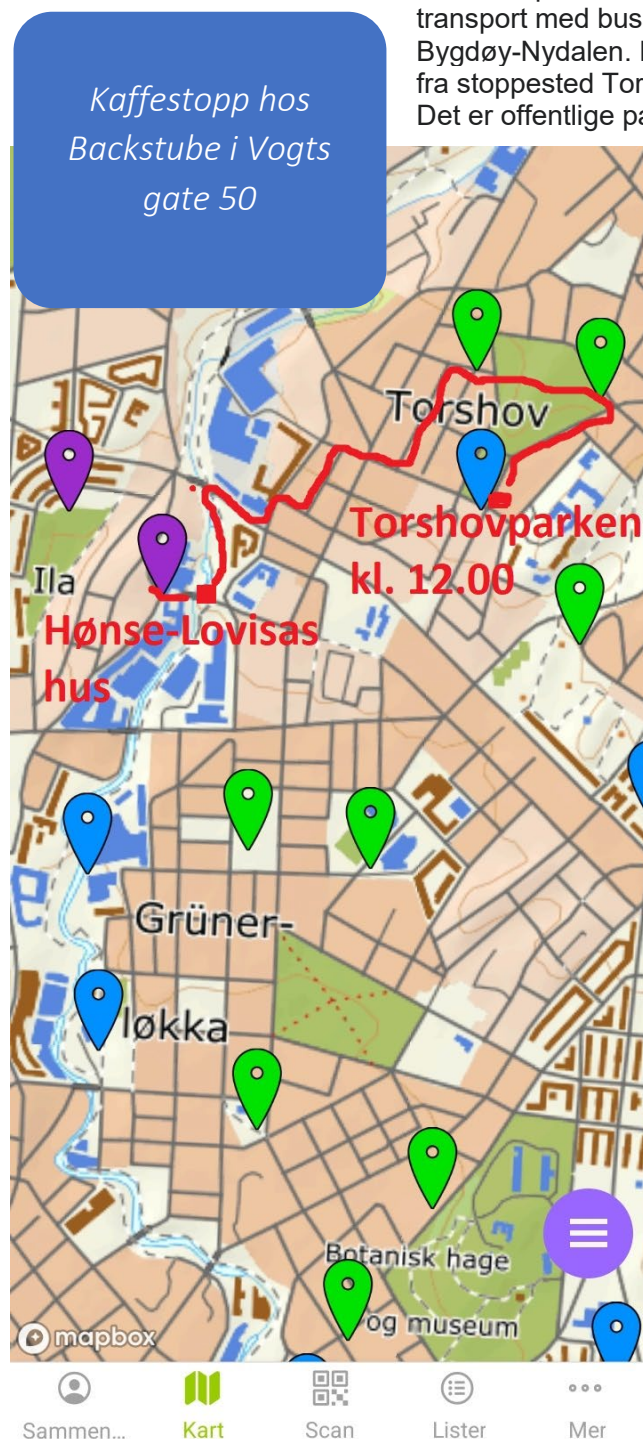 transport med bus
Bygdøy-Nydalen.
fra stoppested Tor
Det er offentlige pa
Kaffestopp hos
Backstube i Vogts
gate 50
Torshov
Torshovparken
kl. 12.00
Ila
Hønse-Lovisas
hus
Grüner-
løkka
Botanisk hage
og museum
mapbox
Sammen...
Kart
Scan
Lister
Mer